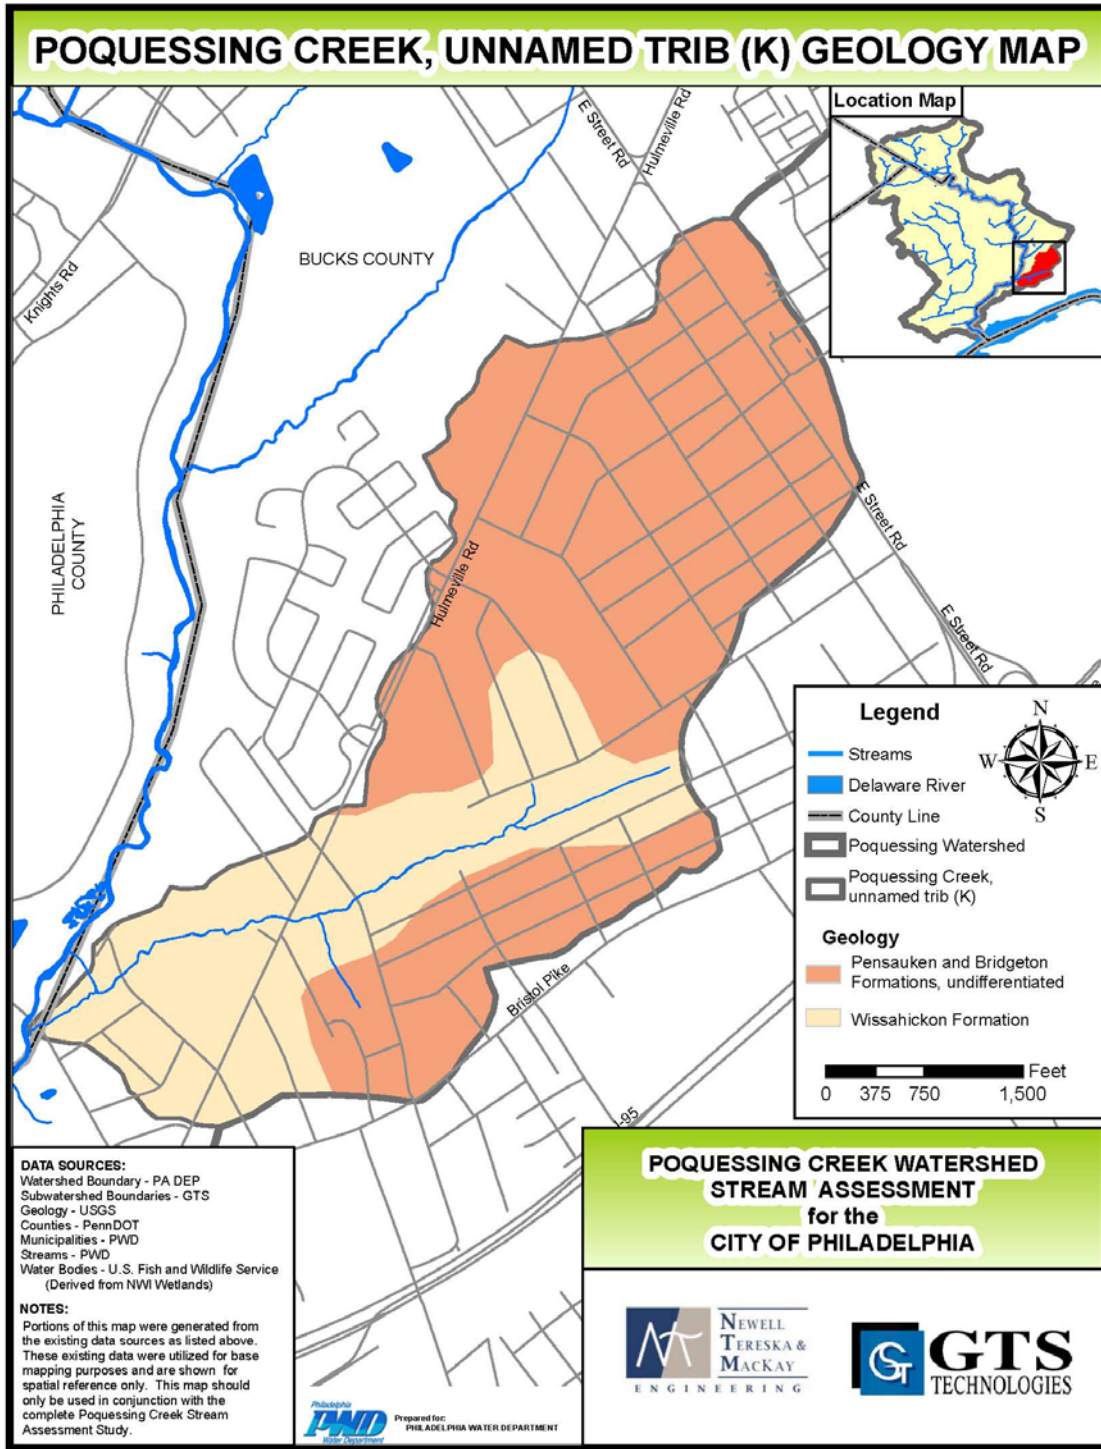 POQUESSING CREEK, UNNAMED TRIB (K) GEOLOGY MAP
Location Map
E Street Rd
Hulmeville Rd
BUCKS COUNTY
Knights Rd
PHILADELPHIA
COUNTY
E Street Rd
Hulmeville Rd
E Street Rd
Bristol Pike
I-95
Legend
Streams
Delaware River
County Line
Poquessing Watershed
Poquessing Creek,
unnamed trib (K)
N
W
E
S
Geology
Pensauken and Bridgeton
Formations, undifferentiated
Wissahickon Formation
Feet
0 375 750 1,500
DATA SOURCES:
Watershed Boundary - PA DEP
Subwatershed Boundaries - GTS
Geology - USGS
Counties - PennDOT
Municipalities - PWD
Streams - PWD
Water Bodies - U.S. Fish and Wildlife Service
(Derived from NWI Wetlands)
NOTES:
Portions of this map were generated from
the existing data sources as listed above.
These existing data were utilized for base
mapping purposes and are shown for
spatial reference only. This map should
only be used in conjunction with the
complete Poquessing Creek Stream
Assessment Study.
Philadelphia
PWD
Water Department
Prepared for:
PHILADELPHIA WATER DEPARTMENT
POQUESSING CREEK WATERSHED
STREAM ASSESSMENT
for the
CITY OF PHILADELPHIA
NEWELL
TERESKA &
MACKAY
ENGINEERING
GTS
GTS
TECHNOLOGIES